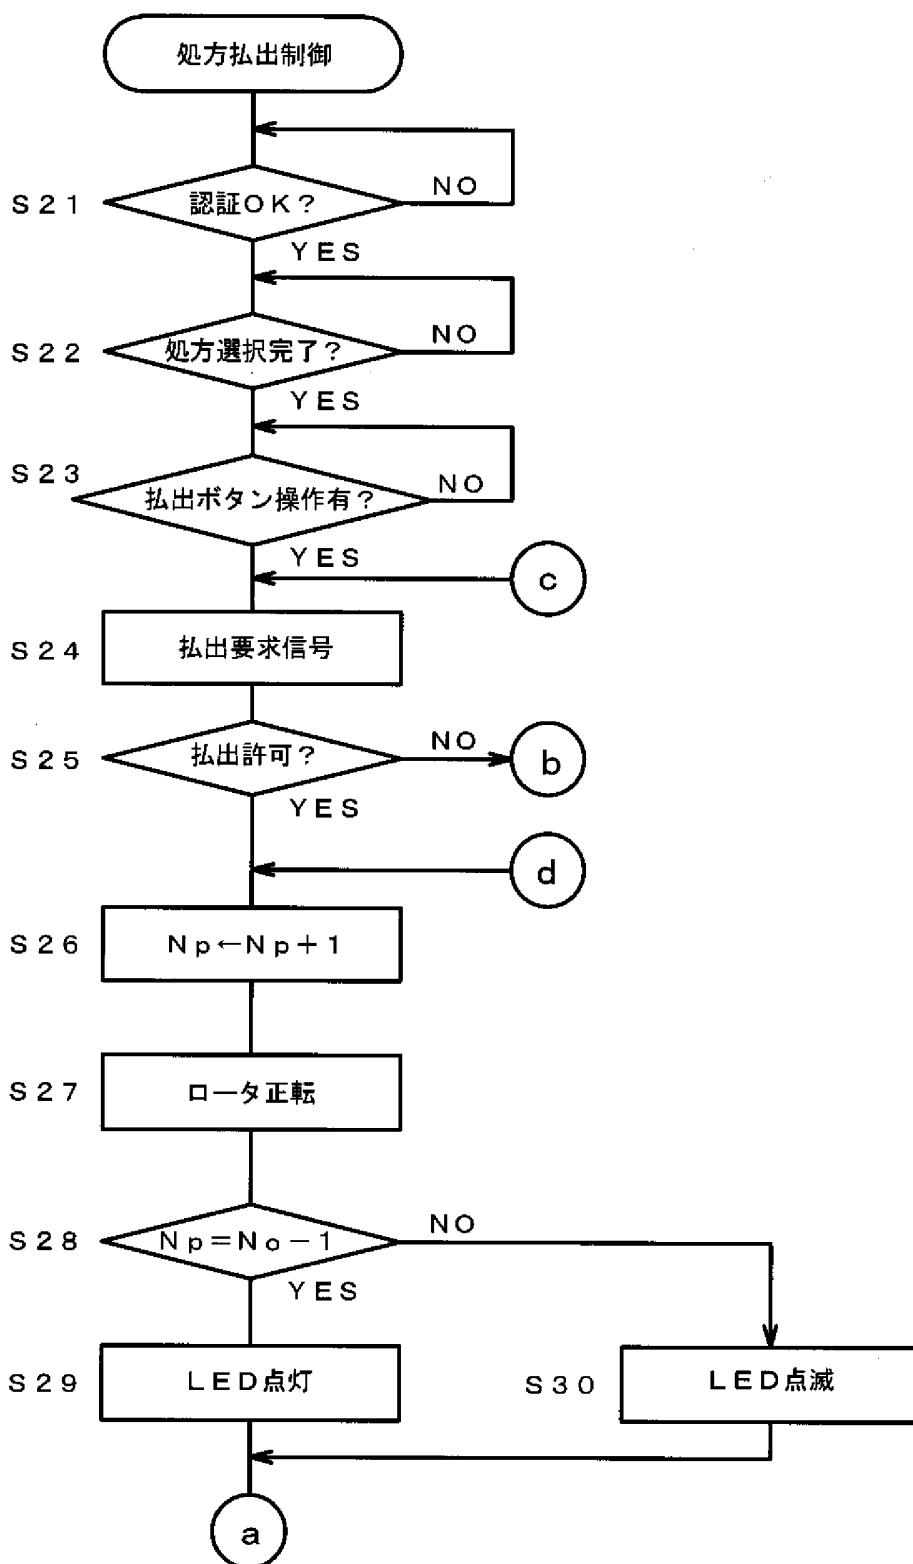 処方払出制御
S21 認証OK? NO
YES
S22 処方選択完了? NO
YES
S23 払出ボタン操作有? NO
YES
c
S24 払出要求信号
S25 払出許可? NO b
YES
d
S26 Np←Np+1
S27 ロータ正転
S28 Np=No-1 NO
YES
S29 LED点灯 S30 LED点滅
a